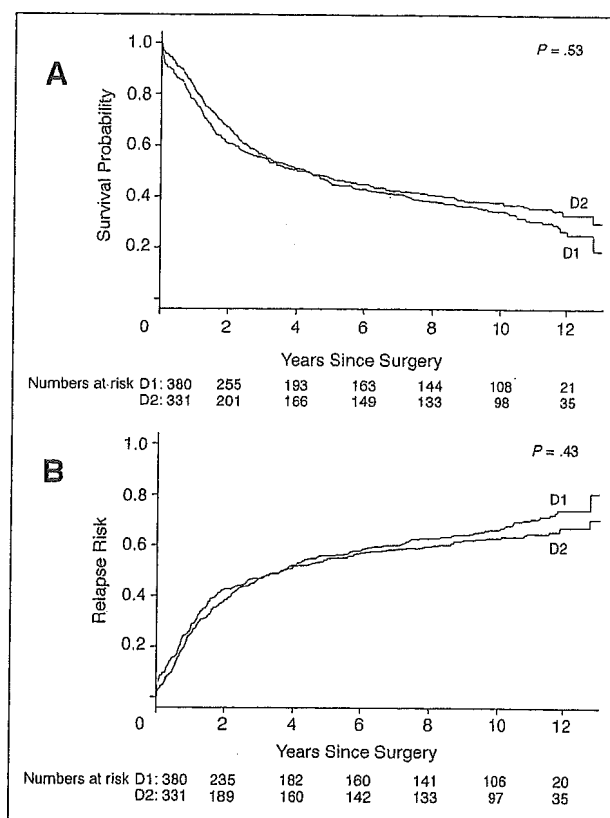 A
P = .53
Survival Probability
1.0
0.8
0.6
0.4
0.2
D2
D1
0 2 4 6 8 10 12
Years Since Surgery
Numbers at risk D1: 380 255 193 163 144 108 21
D2: 331 201 166 149 133 98 35
B
P = .43
Relapse Risk
1.0
0.8
0.6
0.4
0.2
D1
D2
0 2 4 6 8 10 12
Years Since Surgery
Numbers at risk D1: 380 235 182 160 141 106 20
D2: 331 189 160 142 133 97 35